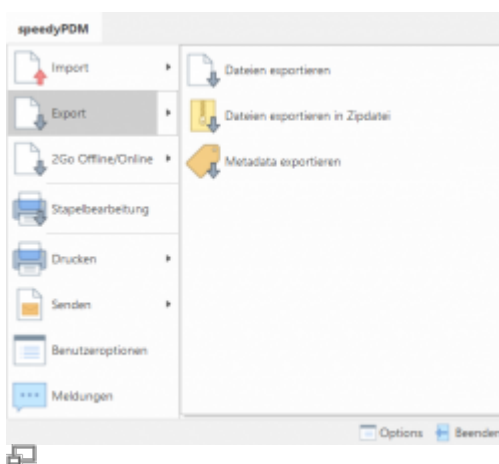 speedyPDM
Import
Export
2Go Offline/Online
Stapelbearbeitung
Drucken
Senden
Benutzeroptionen
Meldungen
Dateien exportieren
Dateien exportieren in Zipdatei
Metadata exportieren
Options
Beenden